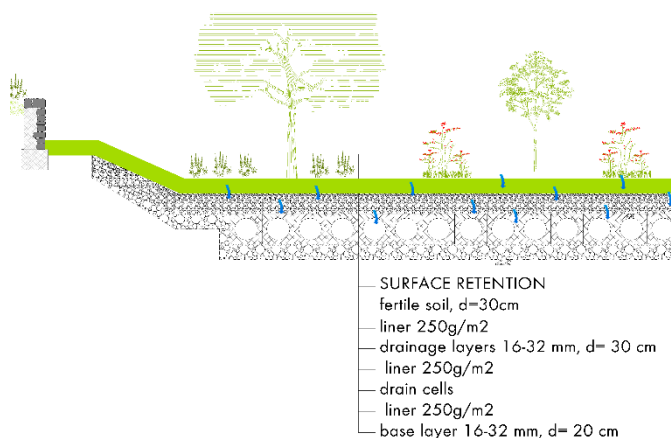 SURFACE RETENTION
fertile soil, d=30cm
liner 250g/m2
drainage layers 16-32 mm, d= 30 cm
liner 250g/m2
drain cells
liner 250g/m2
base layer 16-32 mm, d= 20 cm